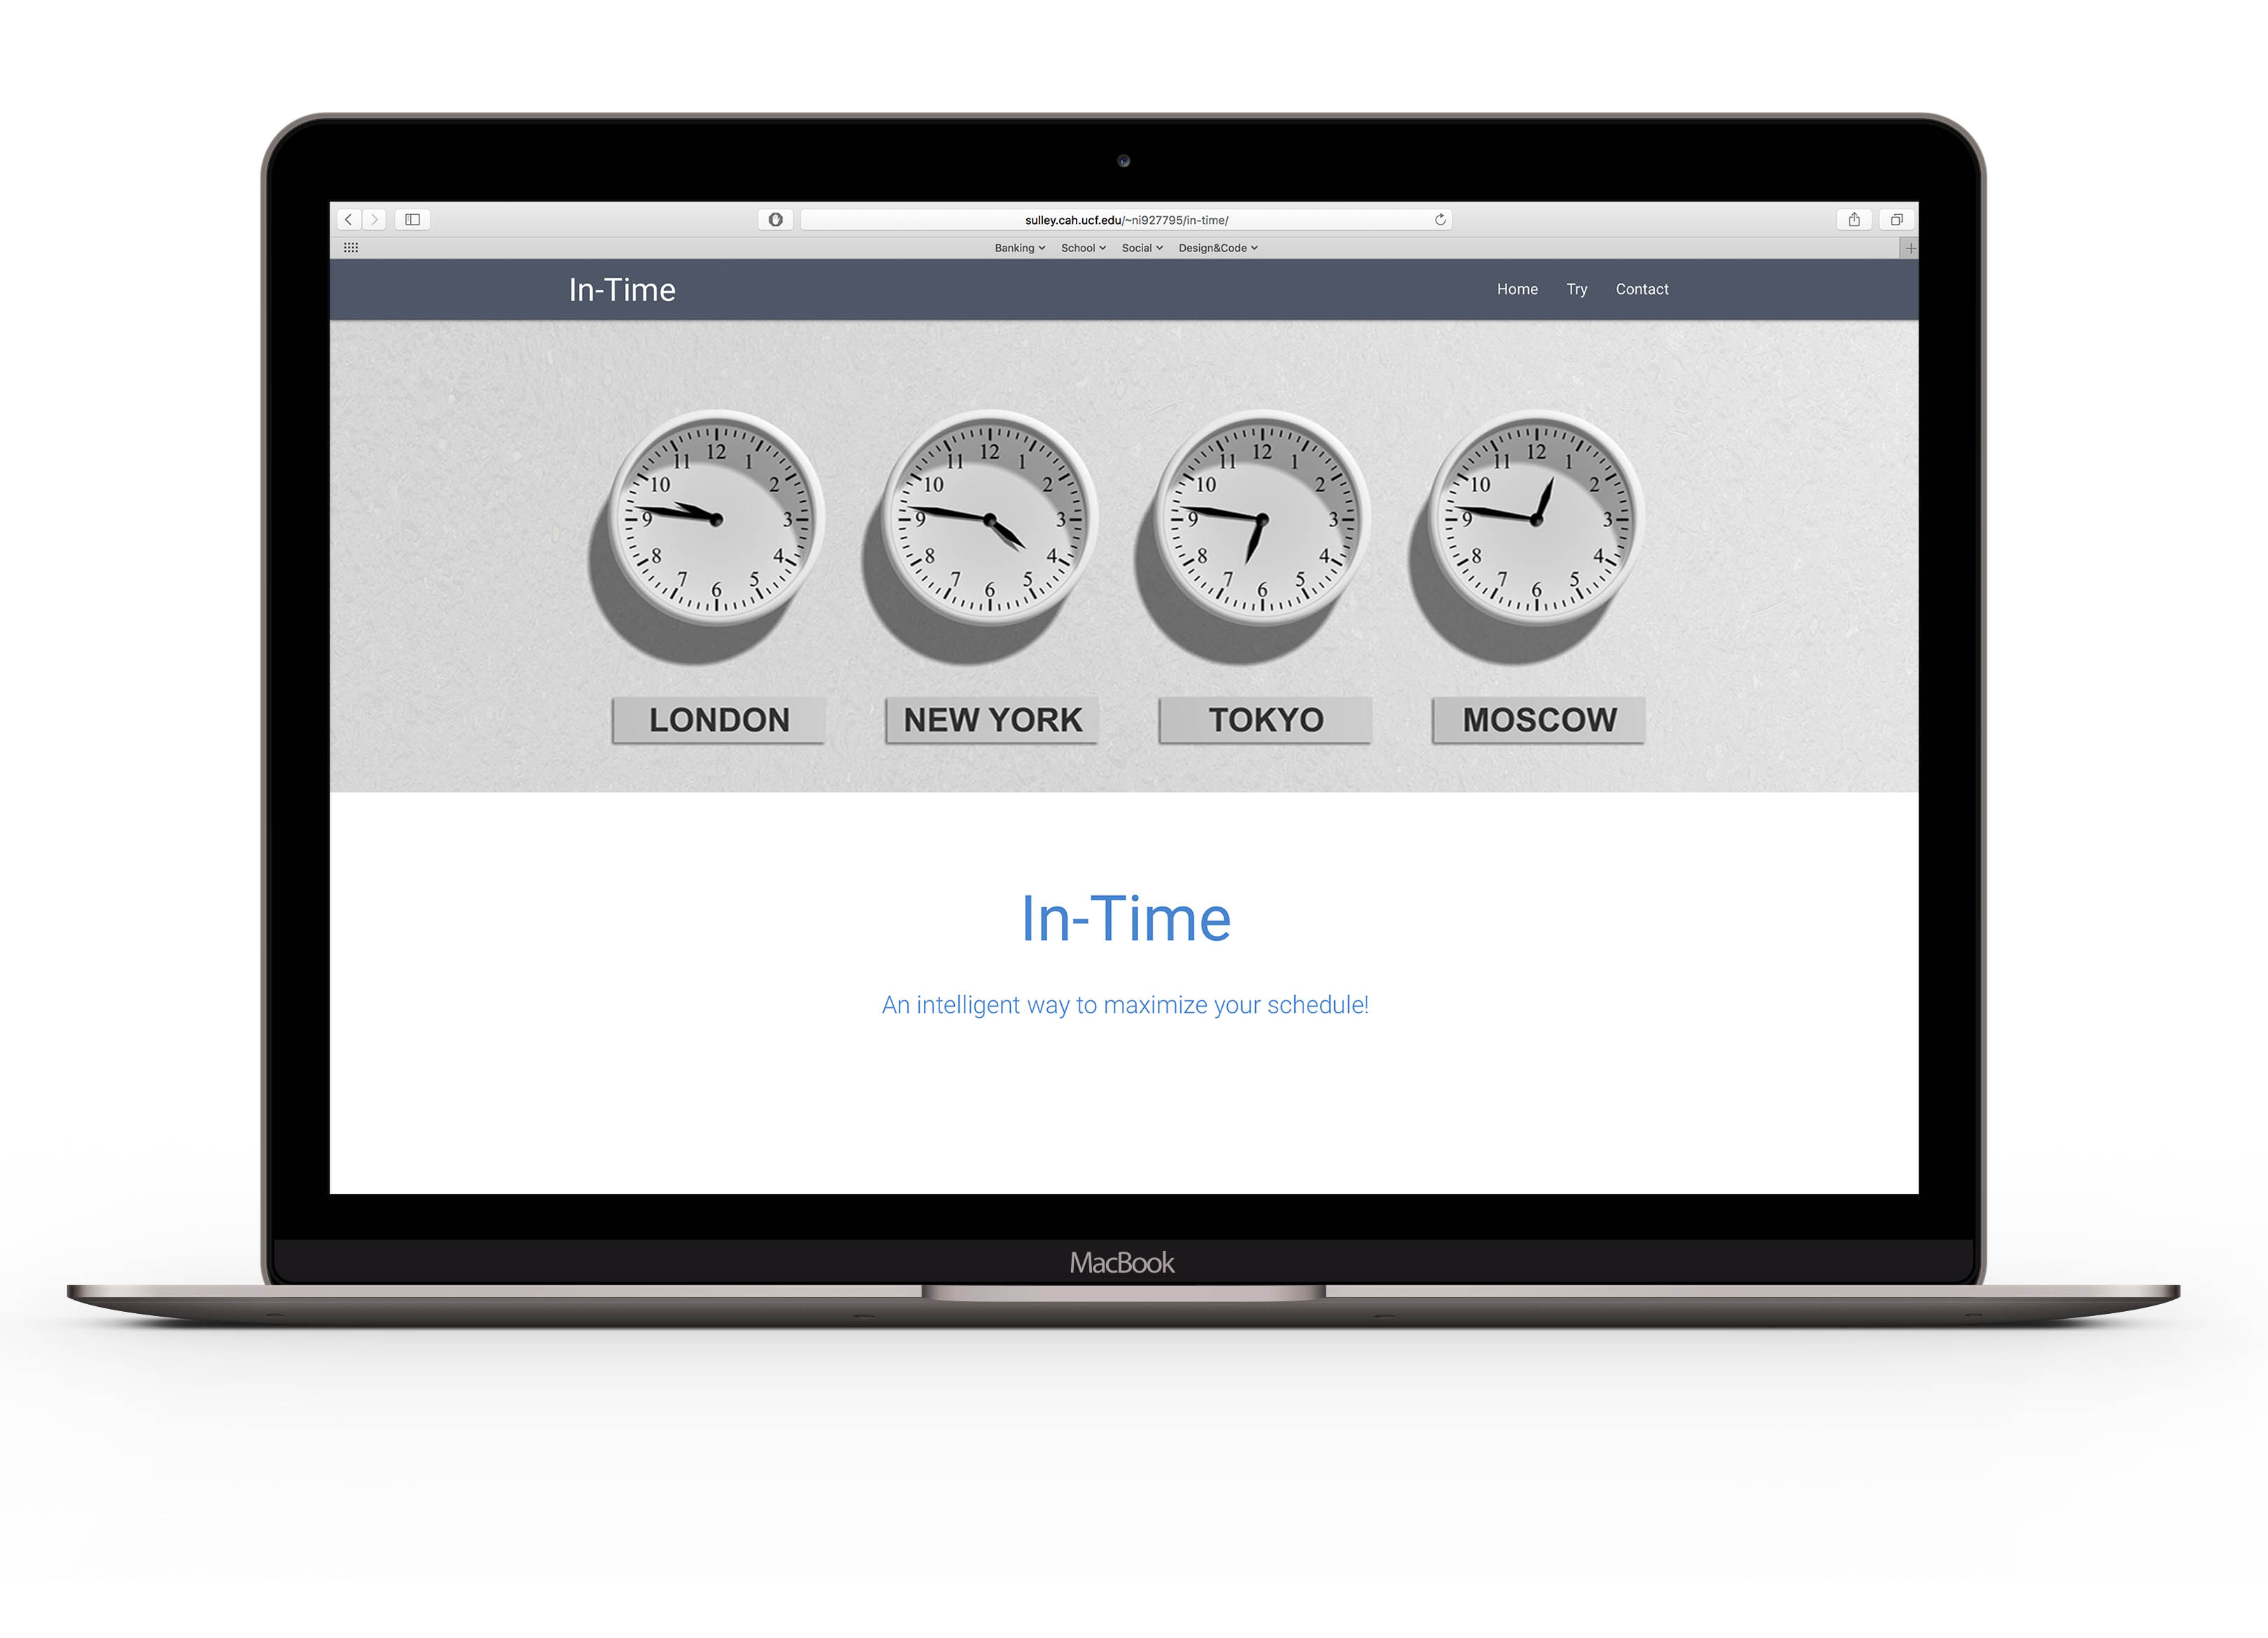 sulley.cah.ucf.edu/~ni927795/in-time/
Banking School Social Design&Code
In-Time Home Try Contact
12 12 12 12
11 1 11 1 11 1 11 1
10 2 10 2 10 2 10 2
9 3 9 3 9 3 9 3
8 4 8 4 8 4 8 4
7 5 7 5 7 5 7 5
6 6 6 6
LONDON NEW YORK TOKYO MOSCOW
In-Time
An intelligent way to maximize your schedule!
MacBook